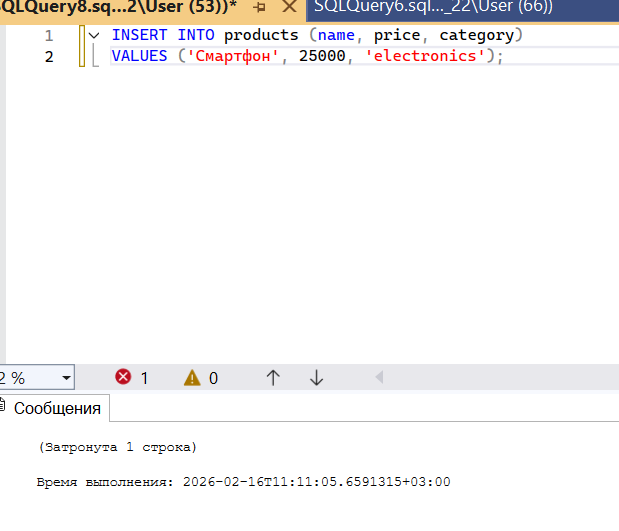 SQLQuery8.sq...2\User (53))* SQLQuery6.sql..._22\User (66))
1 INSERT INTO products (name, price, category)
2 VALUES ('Смартфон', 25000, 'electronics');
2 % 1 0
Сообщения
(Затронута 1 строка)
Время выполнения: 2026-02-16T11:11:05.6591315+03:00